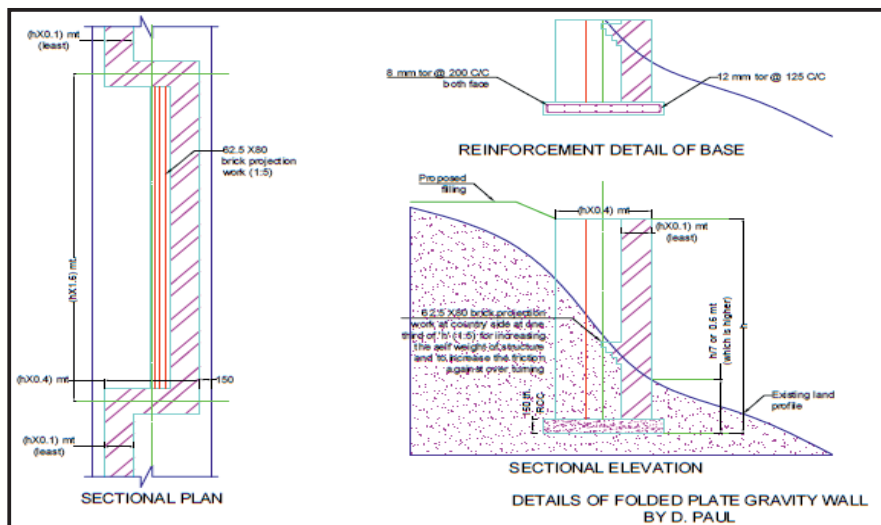 (hX0.1) mt
(least)
62.5 X80
brick projection
work (1:5)
(hX1.6) mt
(hX0.4) mt
150
(hX0.1) mt
(least)
SECTIONAL PLAN
8 mm tor @ 200 C/C
both face
12 mm tor @ 125 C/C
REINFORCEMENT DETAIL OF BASE
Proposed
filling
(hX0.4) mt
(hX0.1) mt
(least)
62.5 X80 brick projection
work at country side at one
third of 'h' (1:5) for increasing
the self weight of structure
and to increase the friction
against over turning
h/7 or 0.6 mt
(which is higher)
150 th.
RCC
Existing land
profile
SECTIONAL ELEVATION
DETAILS OF FOLDED PLATE GRAVITY WALL
BY D. PAUL